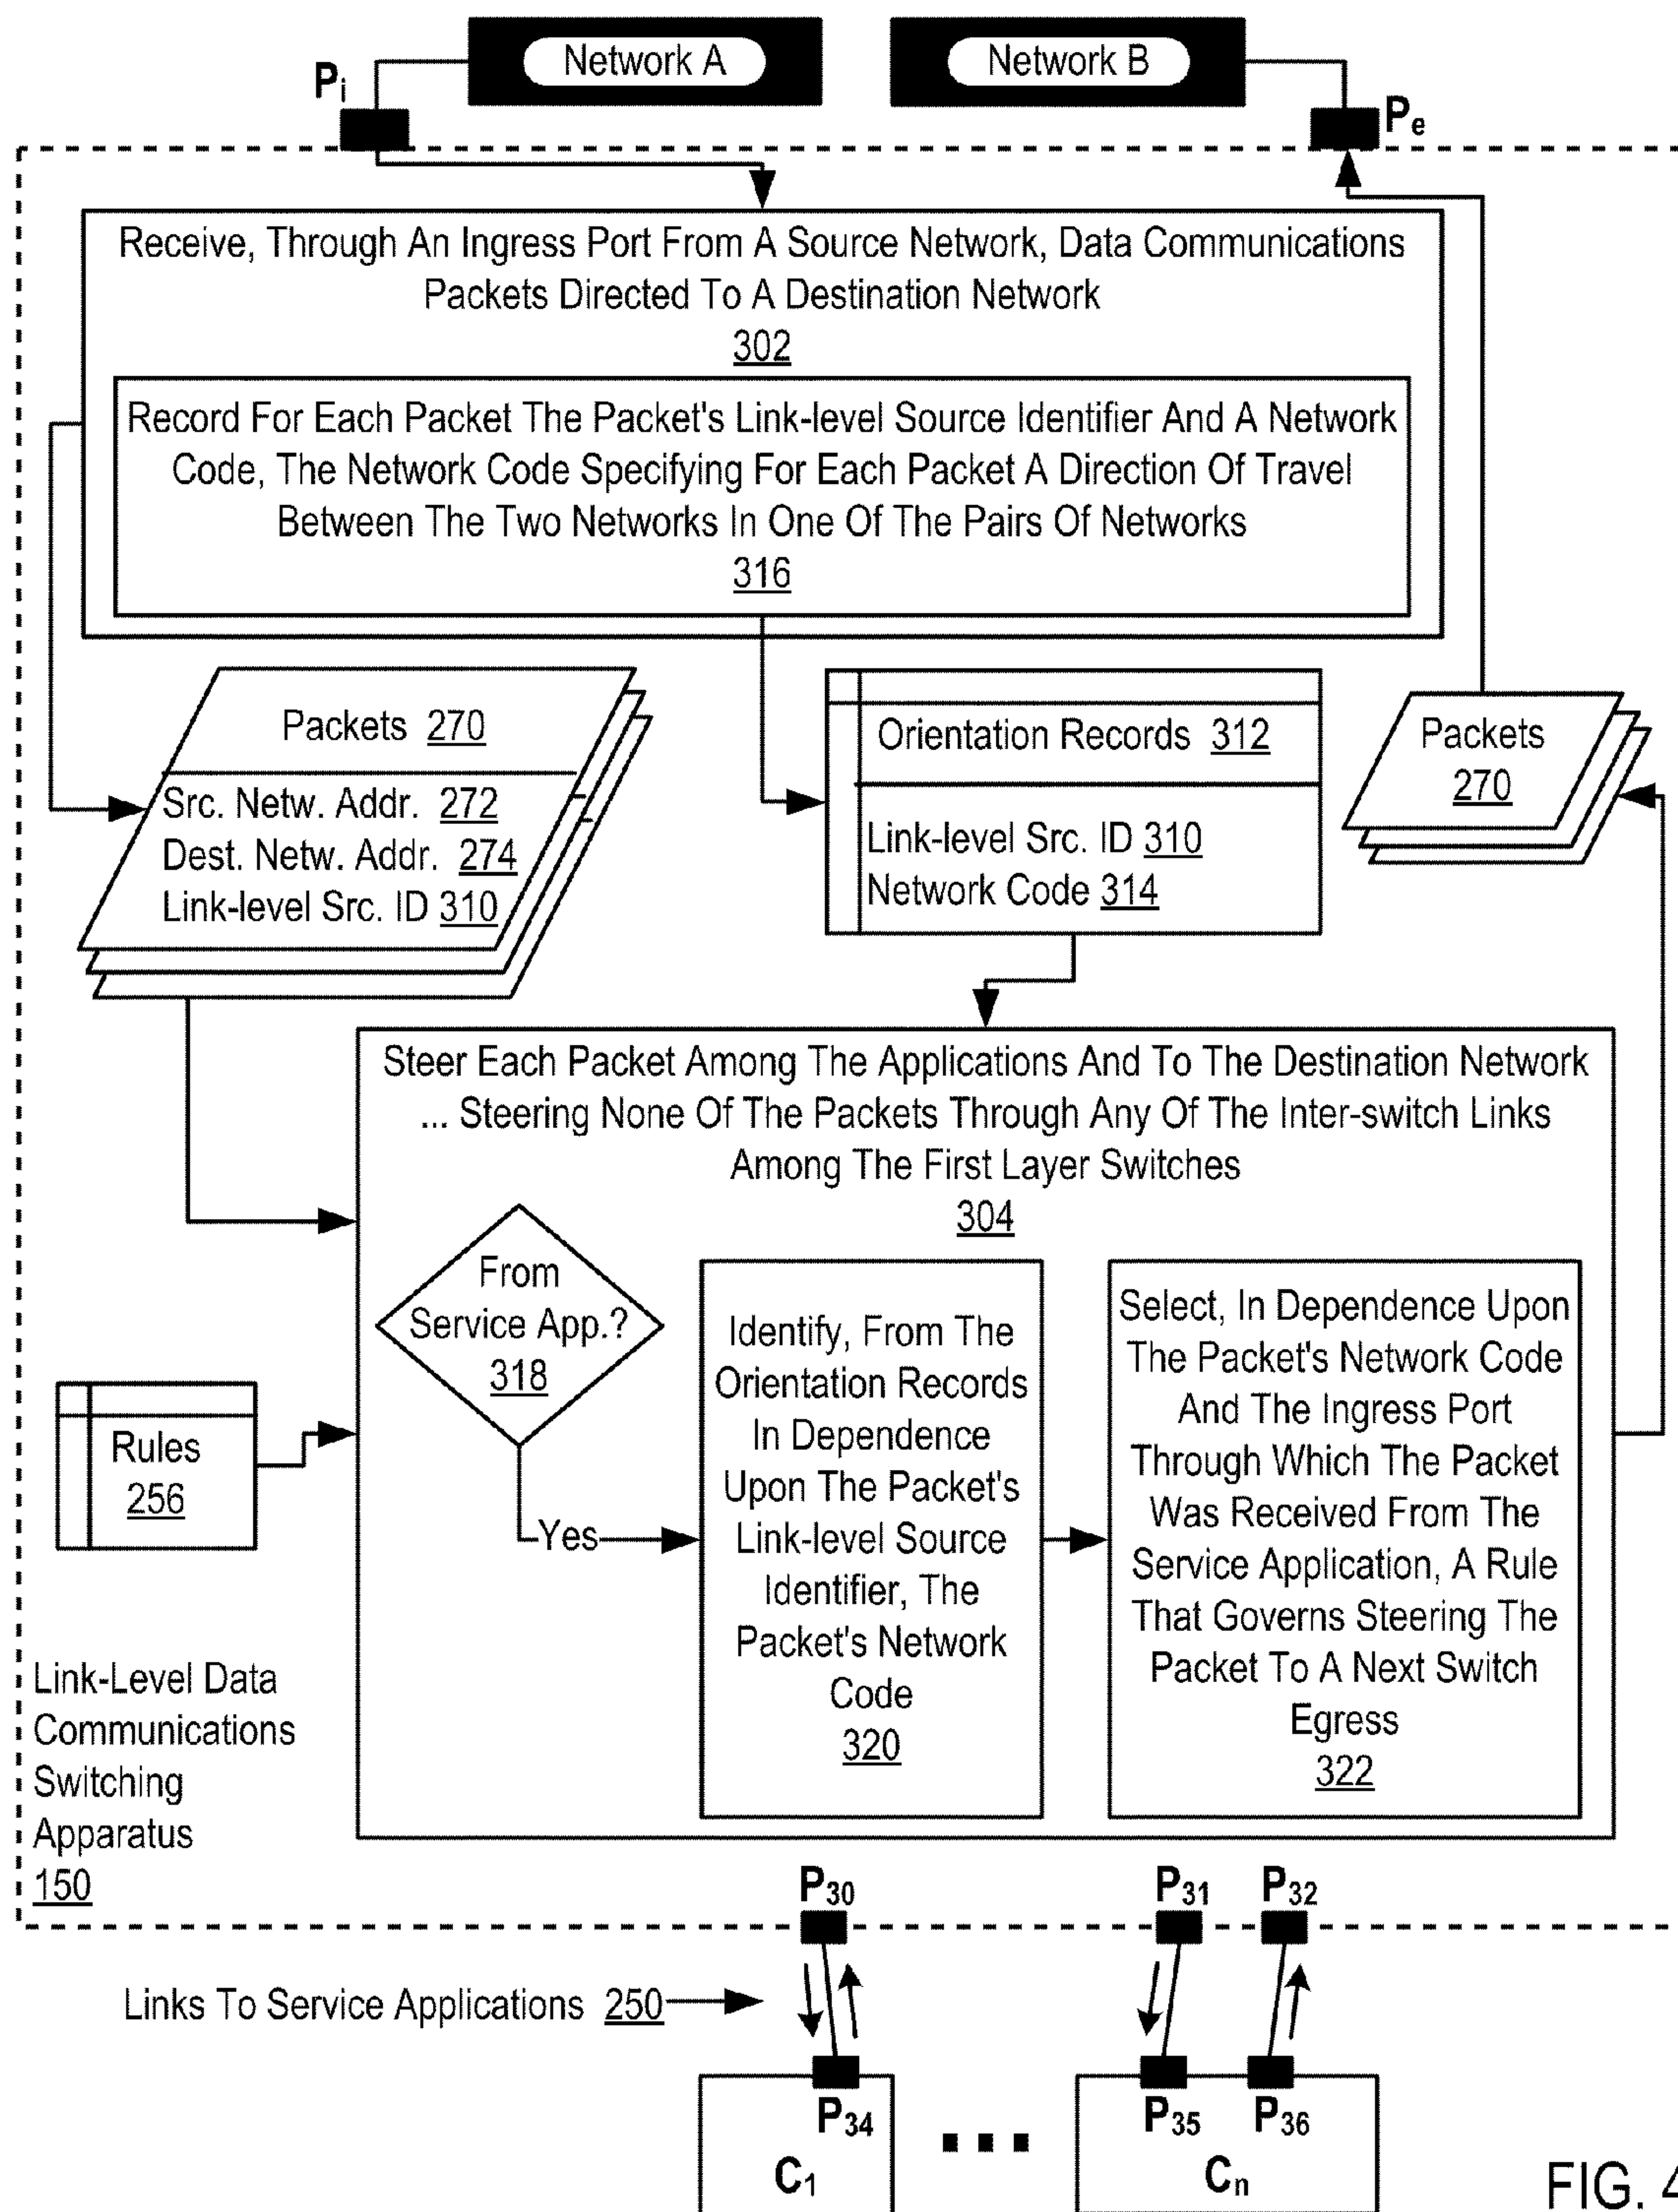 Network A
Network B
Pi
Pe
Receive, Through An Ingress Port From A Source Network, Data Communications
Packets Directed To A Destination Network
302
Record For Each Packet The Packet's Link-level Source Identifier And A Network
Code, The Network Code Specifying For Each Packet A Direction Of Travel
Between The Two Networks In One Of The Pairs Of Networks
316
Packets 270
Src. Netw. Addr. 272
Dest. Netw. Addr. 274
Link-level Src. ID 310
Orientation Records 312
Link-level Src. ID 310
Network Code 314
Packets
270
Steer Each Packet Among The Applications And To The Destination Network
... Steering None Of The Packets Through Any Of The Inter-switch Links
Among The First Layer Switches
304
From
Service App.?
318
Yes
Identify, From The
Orientation Records
In Dependence
Upon The Packet's
Link-level Source
Identifier, The
Packet's Network
Code
320
Select, In Dependence Upon
The Packet's Network Code
And The Ingress Port
Through Which The Packet
Was Received From The
Service Application, A Rule
That Governs Steering The
Packet To A Next Switch
Egress
322
Rules
256
Link-Level Data
Communications
Switching
Apparatus
150
P30
P31
P32
Links To Service Applications 250
P34
P35
P36
C1
...
Cn
FIG. 4